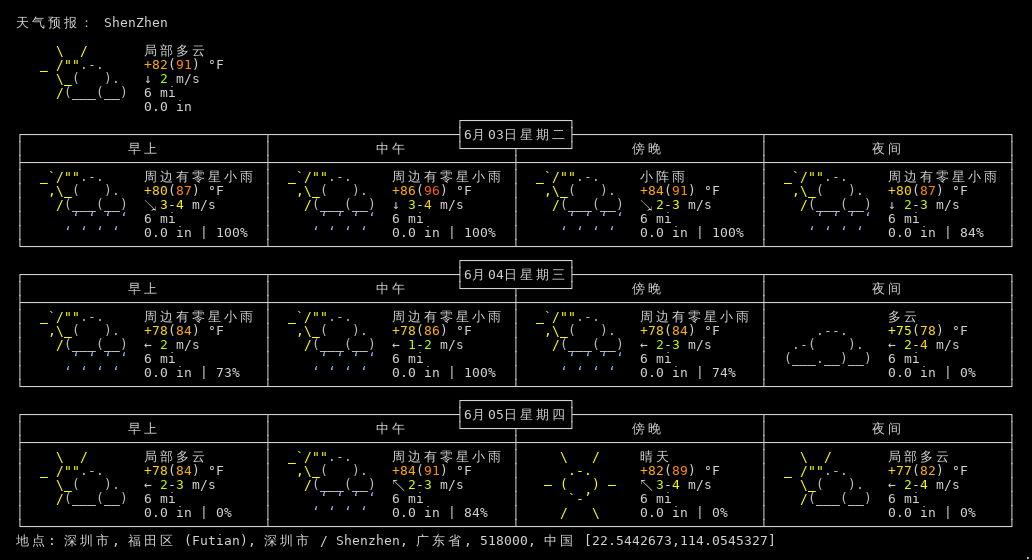 天气预报： ShenZhen
局部多云
+82(91) °F
↓ 2 m/s
6 mi
0.0 in
6月03日星期二
早上 中午 傍晚 夜间
周边有零星小雨 周边有零星小雨 小阵雨 周边有零星小雨
+80(87) °F +86(96) °F +84(91) °F +80(87) °F
↘ 3-4 m/s ↓ 3-4 m/s ↘ 2-3 m/s ↓ 2-3 m/s
6 mi 6 mi 6 mi 6 mi
0.0 in | 100% 0.0 in | 100% 0.0 in | 100% 0.0 in | 84%
6月04日星期三
早上 中午 傍晚 夜间
周边有零星小雨 周边有零星小雨 周边有零星小雨 多云
+78(84) °F +78(86) °F +78(84) °F +75(78) °F
← 2 m/s ← 1-2 m/s ← 2-3 m/s ← 2-4 m/s
6 mi 6 mi 6 mi 6 mi
0.0 in | 73% 0.0 in | 100% 0.0 in | 74% 0.0 in | 0%
6月05日星期四
早上 中午 傍晚 夜间
局部多云 周边有零星小雨 晴天 局部多云
+78(84) °F +84(91) °F +82(89) °F +77(82) °F
← 2-3 m/s ↖ 2-3 m/s ↖ 3-4 m/s ← 2-4 m/s
6 mi 6 mi 6 mi 6 mi
0.0 in | 0% 0.0 in | 84% 0.0 in | 0% 0.0 in | 0%
地点: 深圳市, 福田区 (Futian), 深圳市 / Shenzhen, 广东省, 518000, 中国 [22.5442673,114.0545327]